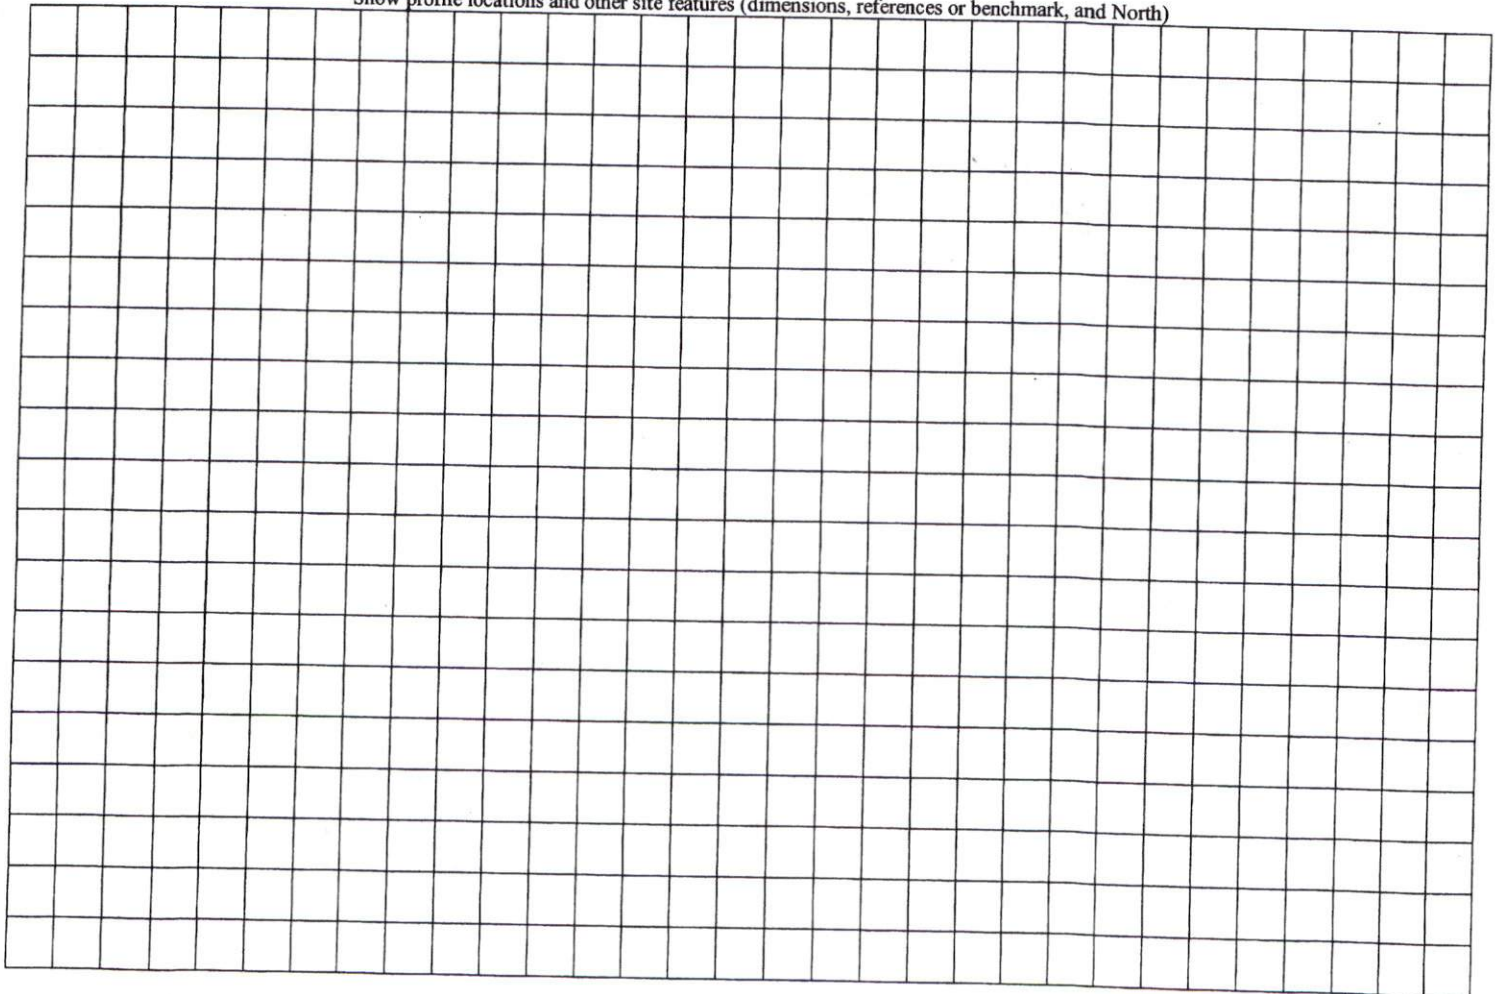 Show profile locations and other site features (dimensions, references or benchmark, and North)